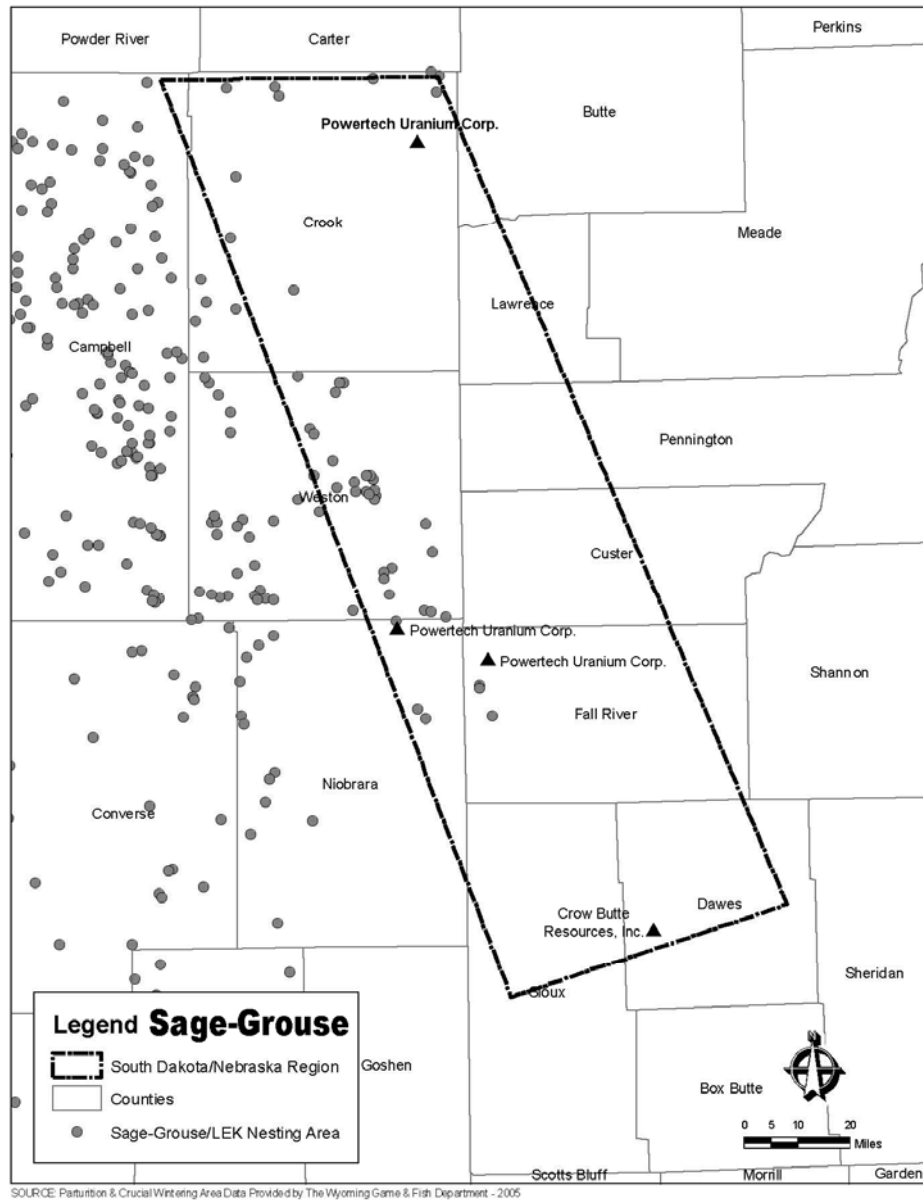 Powder River
Carter
Perkins
Butte
Powertech Uranium Corp.
Crook
Meade
Lawrence
Campbell
Pennington
Weston
Custer
Powertech Uranium Corp.
Powertech Uranium Corp.
Shannon
Fall River
Niobrara
Converse
Crow Butte
Resources, Inc.
Dawes
Sheridan
Sioux
Legend Sage-Grouse
South Dakota/Nebraska Region
Counties
Sage-Grouse/LEK Nesting Area
Goshen
Box Butte
N
0 5 10 20
Miles
Scotts Bluff
Morrill
Garden
SOURCE: Parturition & Crucial Wintering Area Data Provided by The Wyoming Game & Fish Department - 2005